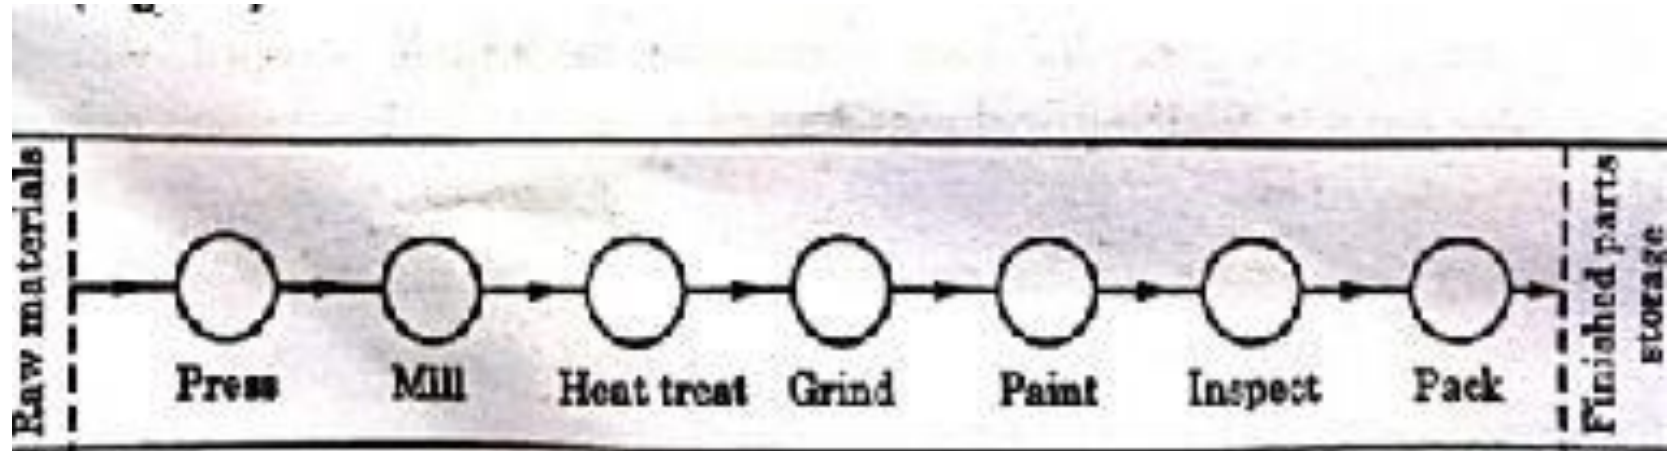 Raw materials
Press
Mill
Heat treat
Grind
Paint
Inspect
Pack
Finished parts
storage